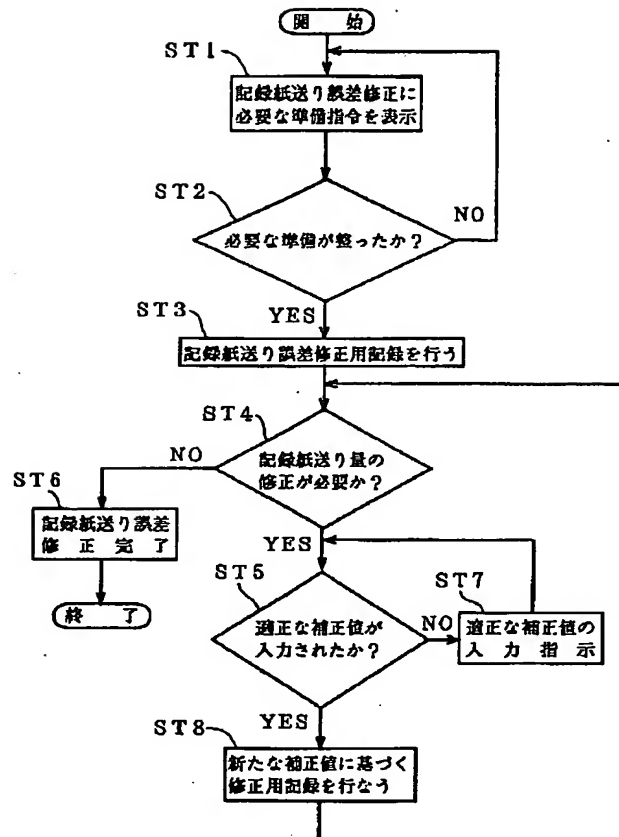 開始
ST1
記録紙送り誤差修正に
必要な準備指令を表示
ST2
必要な準備が整ったか?
NO
YES
ST3
記録紙送り誤差修正用記録を行う
ST4
記録紙送り量の
修正が必要か?
NO
ST6
記録紙送り誤差
修正完了
終了
YES
ST5
適正な補正値が
入力されたか?
NO
ST7
適正な補正値の
入力指示
YES
ST8
新たな補正値に基づく
修正用記録を行なう